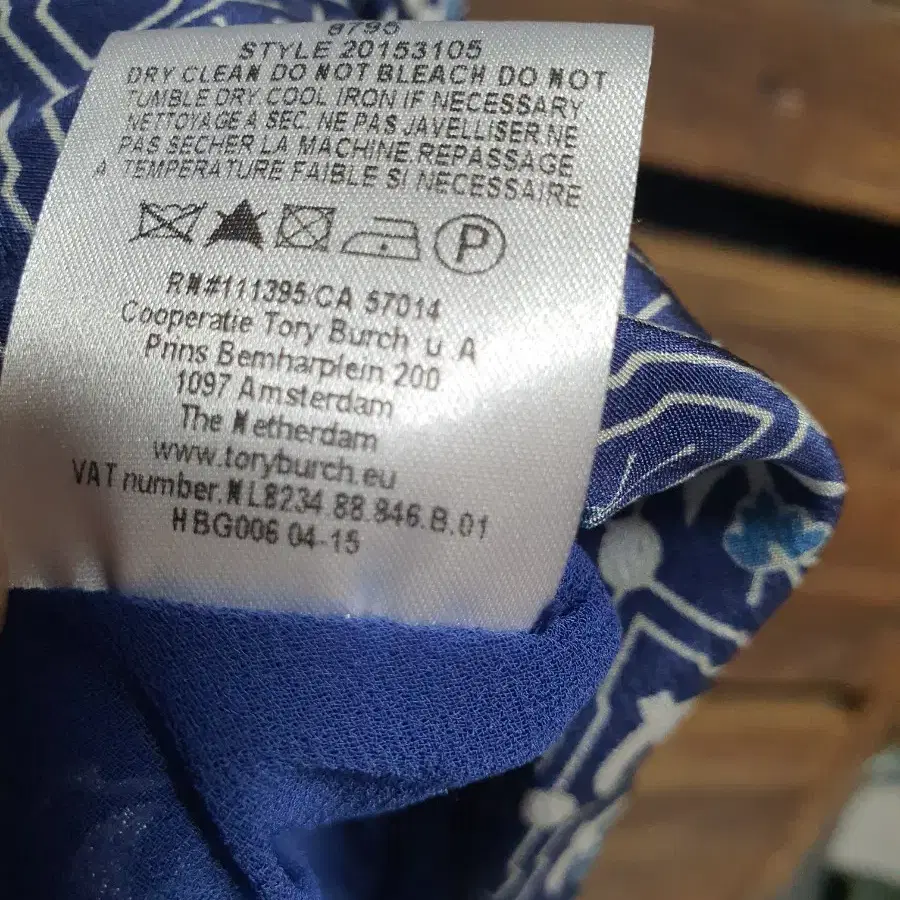 8795
STYLE 20153105
DRY CLEAN DO NOT BLEACH DO NOT
TUMBLE DRY COOL IRON IF NECESSARY
NETTOYAGE A SEC. NE PAS JAVELLISER.NE
PAS SECHER LA MACHINE.REPASSAGE
A TEMPERATURE FAIBLE SI NECESSAIRE
P
RN#111395/CA 57014
Cooperatie Tory Burch u A
Prins Bernharplein 200
1097 Amsterdam
The Netherdam
www.toryburch.eu
VAT number.NL8234.88.846.B.01
HBG006 04-15